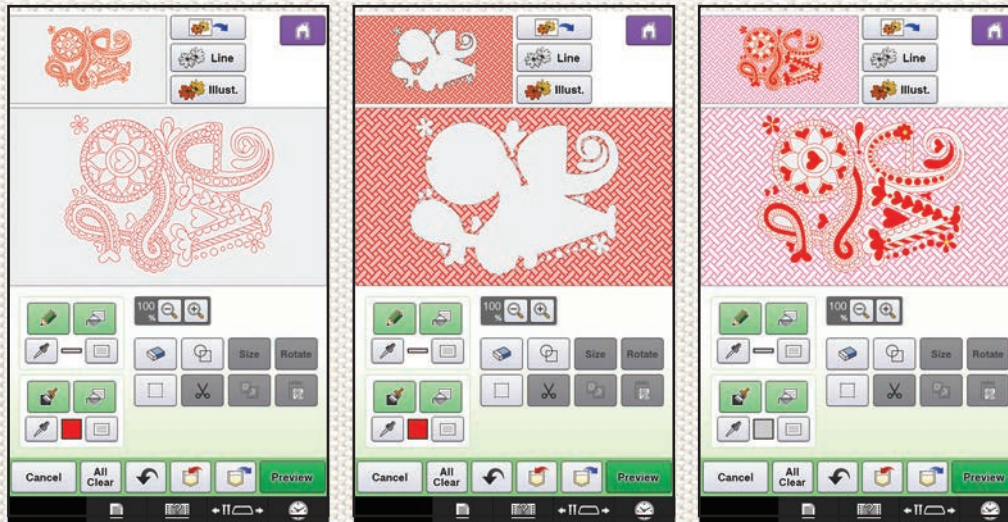 Line
Illust.
100
%
Size
Rotate
Cancel
All
Clear
Preview
Line
Illust.
100
%
Size
Rotate
Cancel
All
Clear
Preview
Line
Illust.
100
%
Size
Rotate
Cancel
All
Clear
Preview